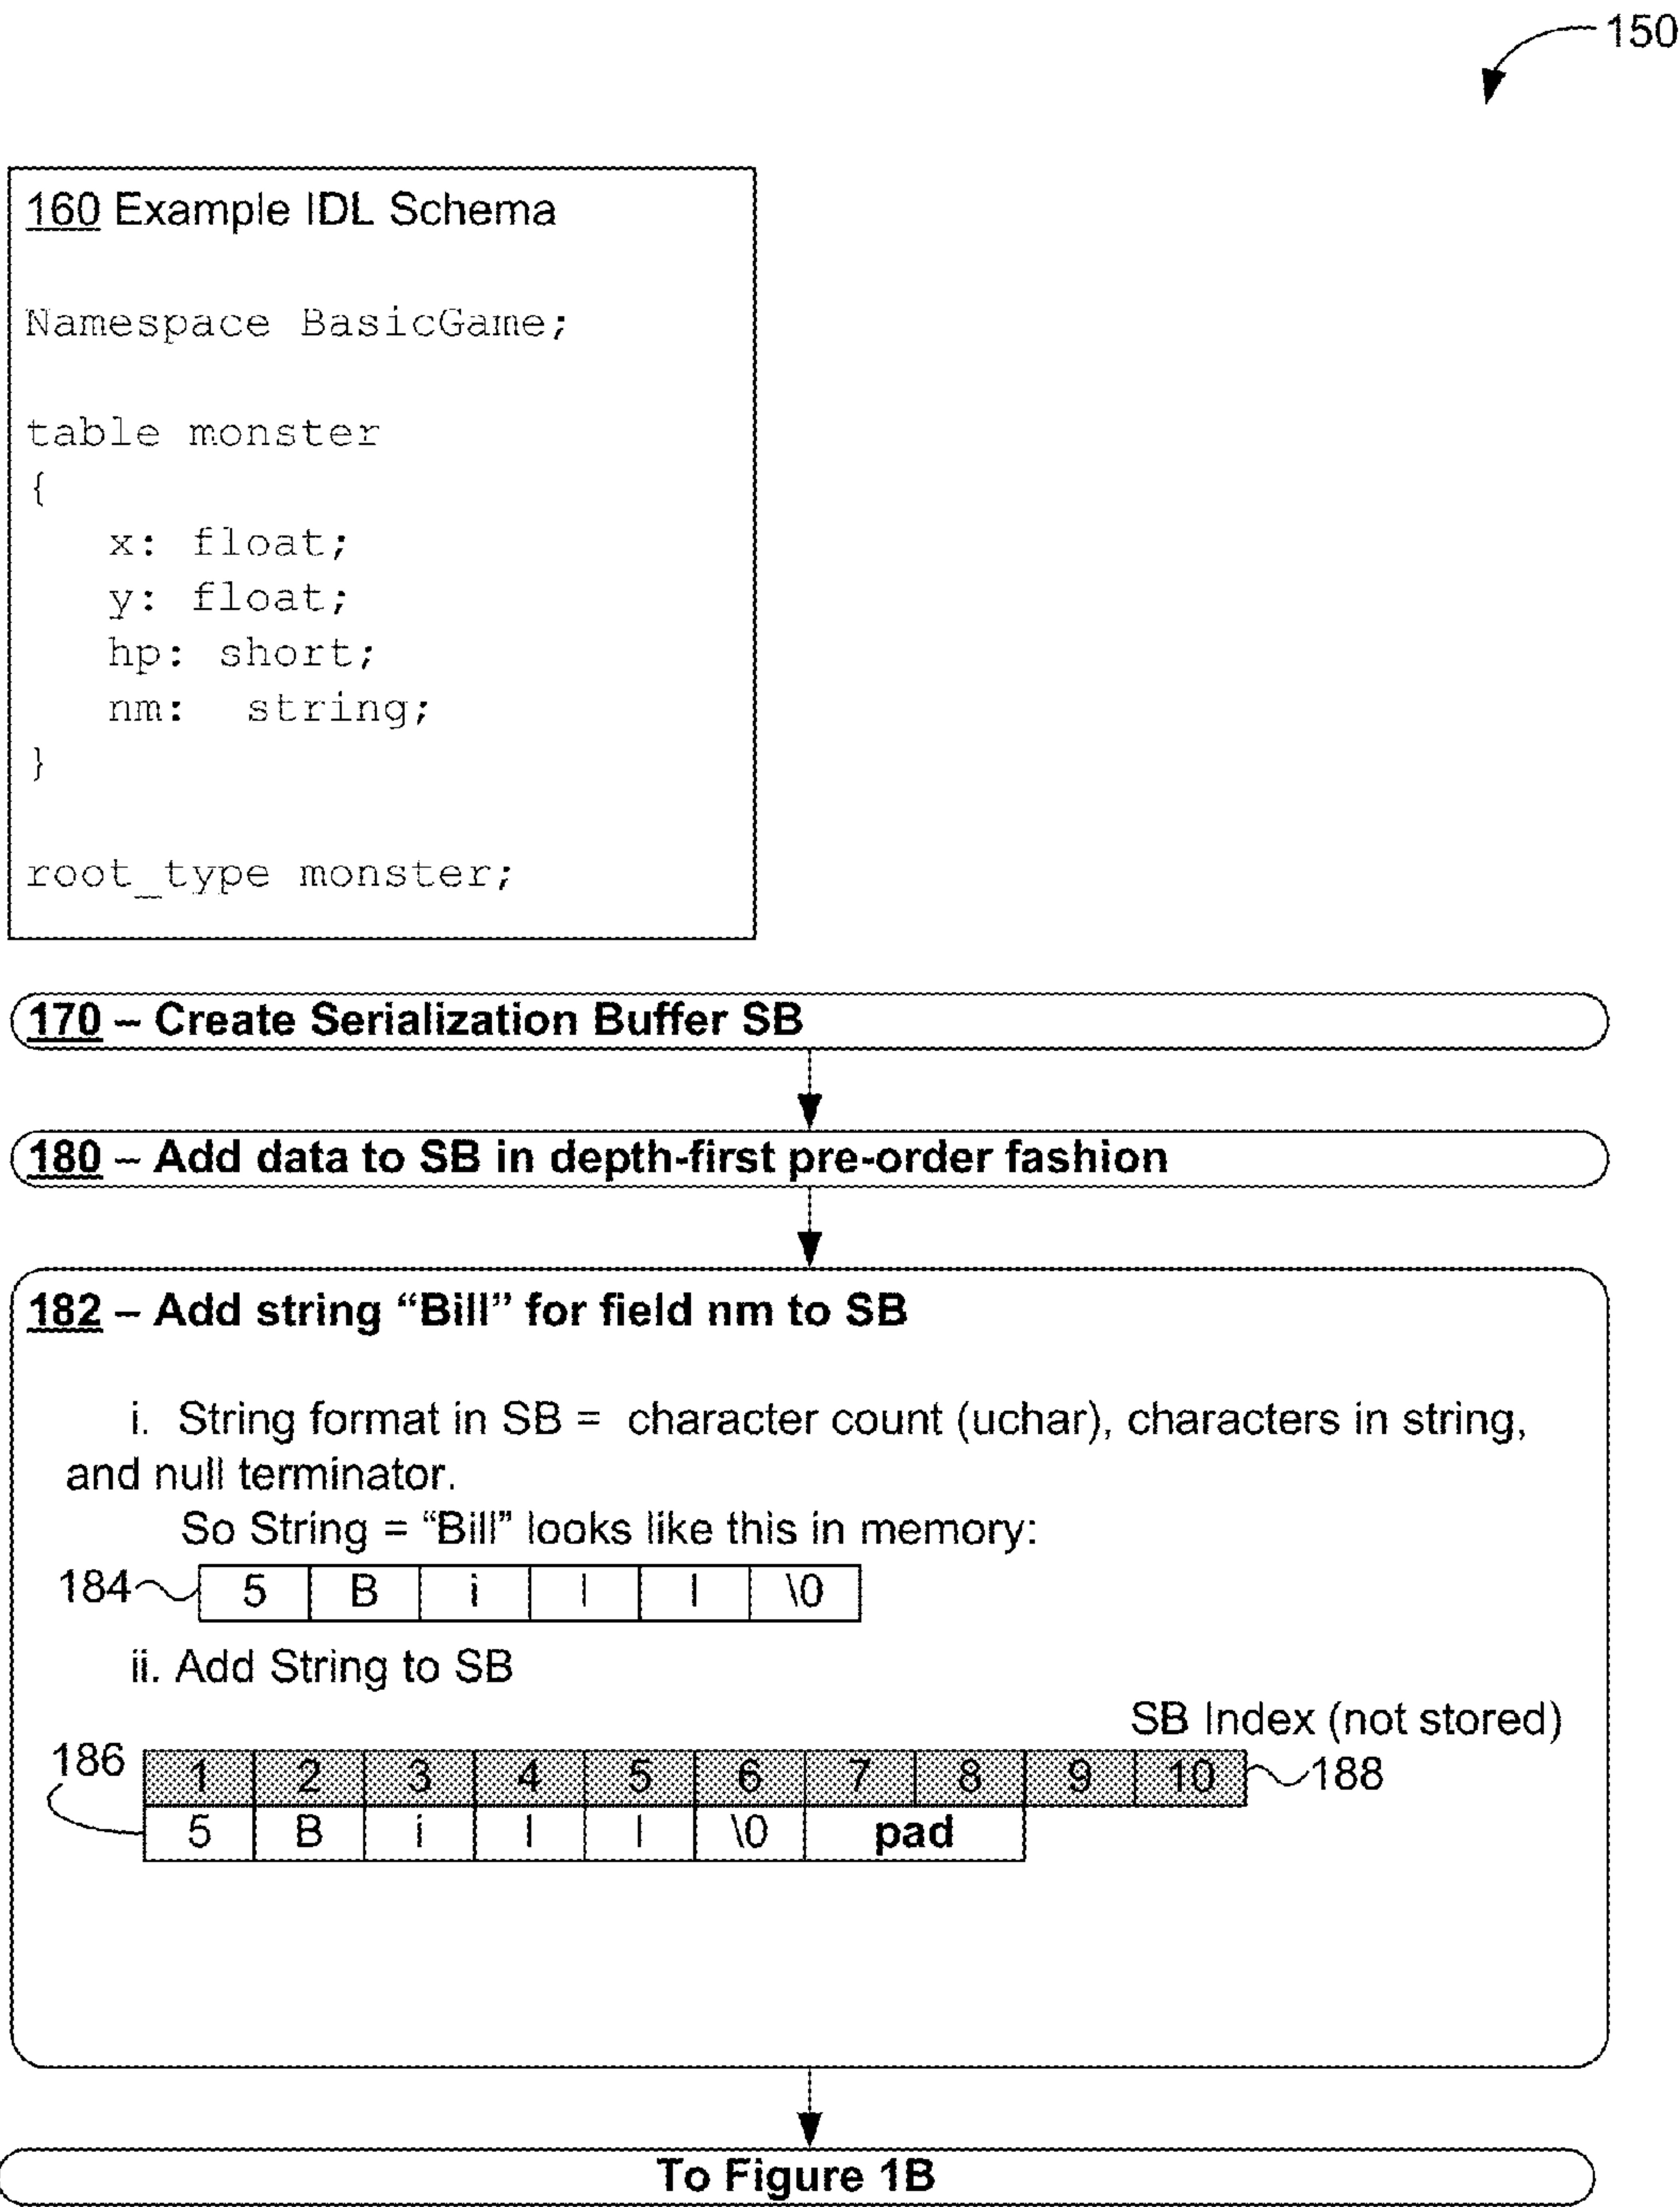 150
160 Example IDL Schema
Namespace BasicGame;
table monster
{
x: float;
y: float;
hp: short;
nm:  string;
}
root_type monster;
170 – Create Serialization Buffer SB
180 – Add data to SB in depth-first pre-order fashion
182 – Add string “Bill” for field nm to SB
i. String format in SB = character count (uchar), characters in string,
and null terminator.
So String = “Bill” looks like this in memory:
184 5 B i l l \0
ii. Add String to SB
SB Index (not stored)
186 1 2 3 4 5 6 7 8 9 10 188
5 B i l l \0 pad
To Figure 1B